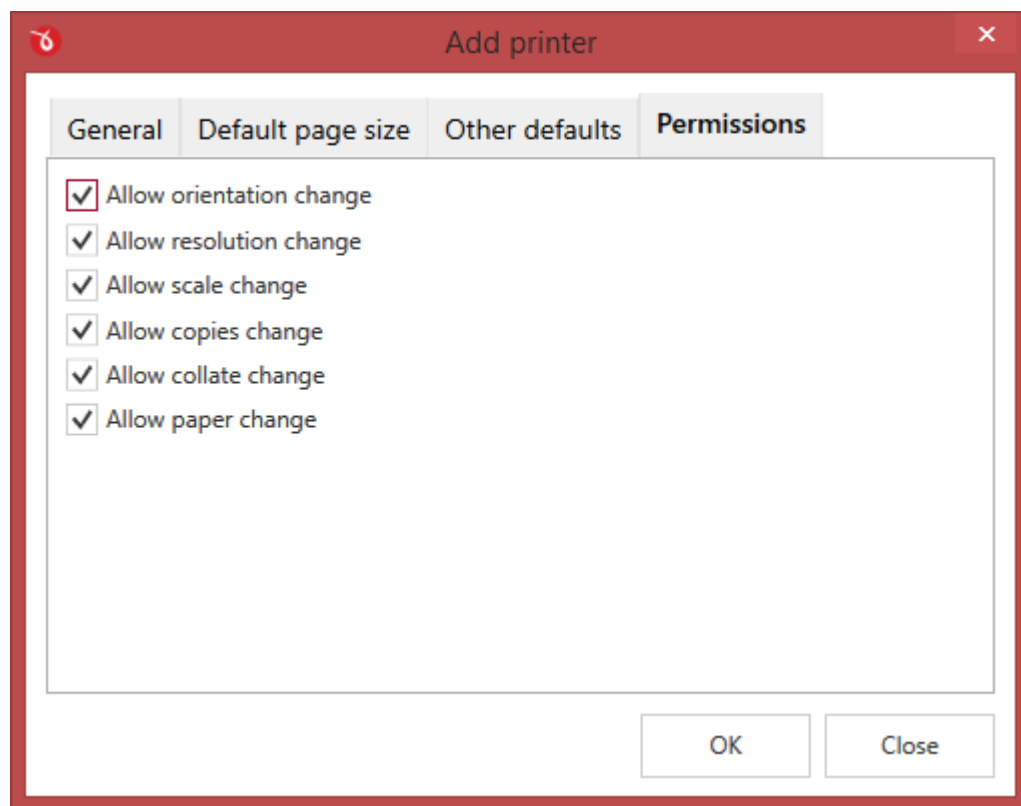 Add printer
General Default page size Other defaults Permissions
Allow orientation change
Allow resolution change
Allow scale change
Allow copies change
Allow collate change
Allow paper change
OK Close